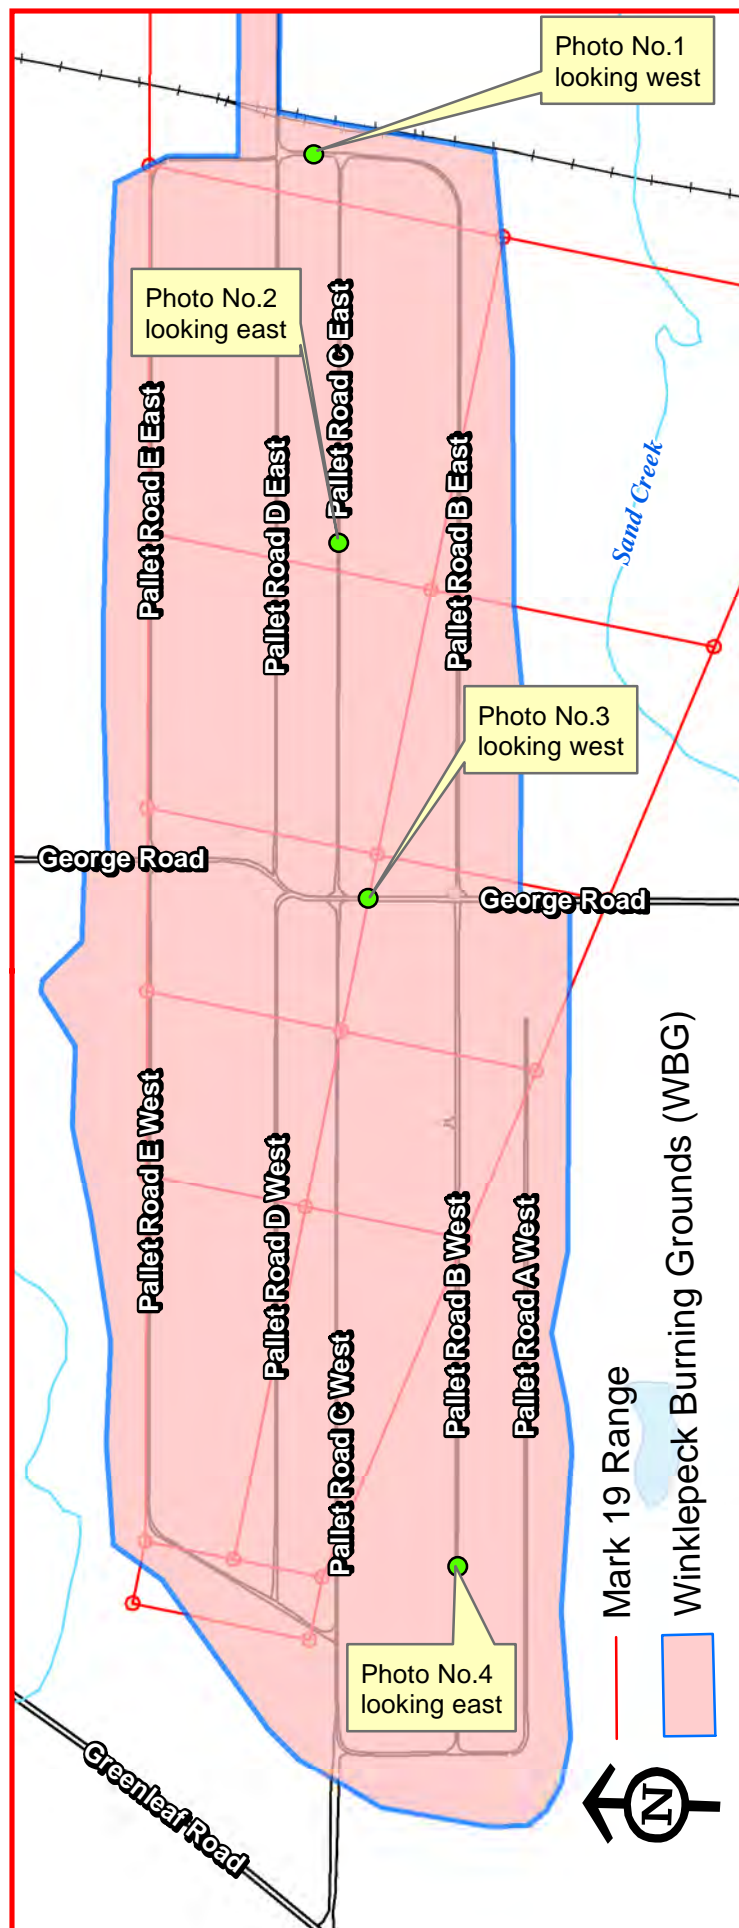 Photo No.1
looking west
Photo No.2
looking east
Pallet Road C East
Pallet Road E East
Pallet Road D East
Pallet Road B East
Sand Creek
Photo No.3
looking west
George Road
George Road
Pallet Road E West
Pallet Road D West
Pallet Road B West
Pallet Road A West
Pallet Road C West
Photo No.4
looking east
Greenleaf Road
Mark 19 Range
Winklepeck Burning Grounds (WBG)
N